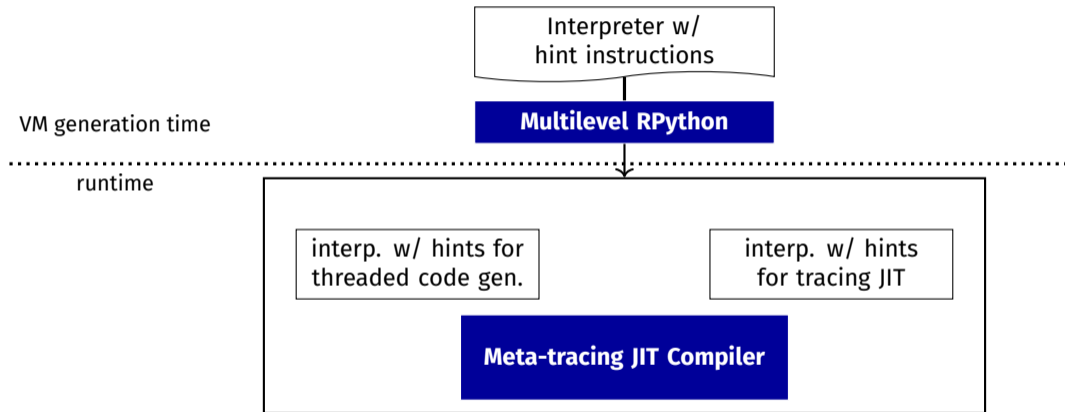 Interpreter w/
hint instructions
VM generation time
Multilevel RPython
runtime
interp. w/ hints for
threaded code gen.
interp. w/ hints
for tracing JIT
Meta-tracing JIT Compiler